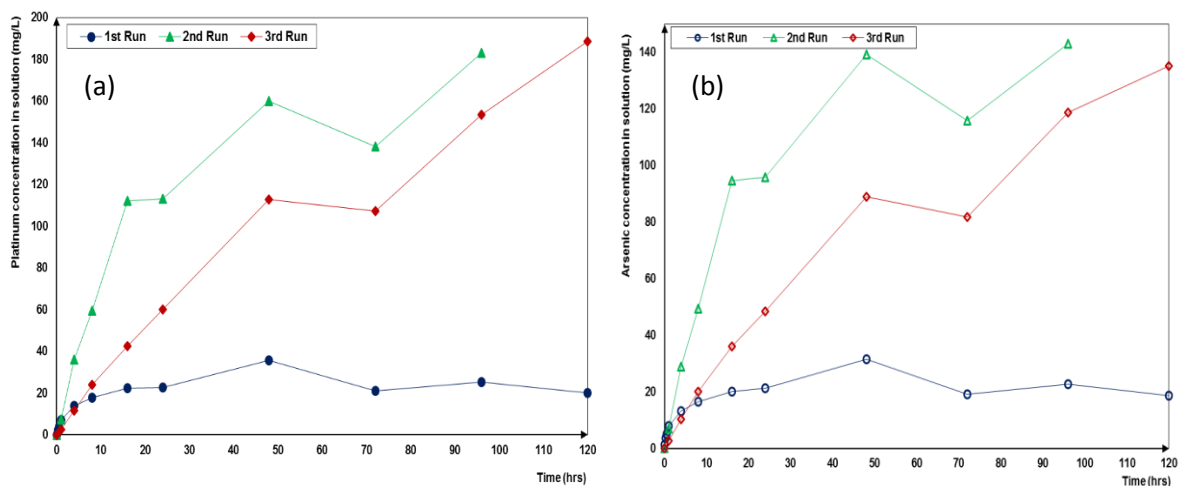 200
180
160
140
120
100
80
60
40
20
0
Platinum concentration in solution (mg/L)
1st Run 2nd Run 3rd Run
(a)
0 10 20 30 40 50 60 70 80 90 100 110 120
Time (hrs)
140
120
100
80
60
40
20
0
Arsenic concentration in solution (mg/L)
1st Run 2nd Run 3rd Run
(b)
0 10 20 30 40 50 60 70 80 90 100 110 120
Time (hrs)